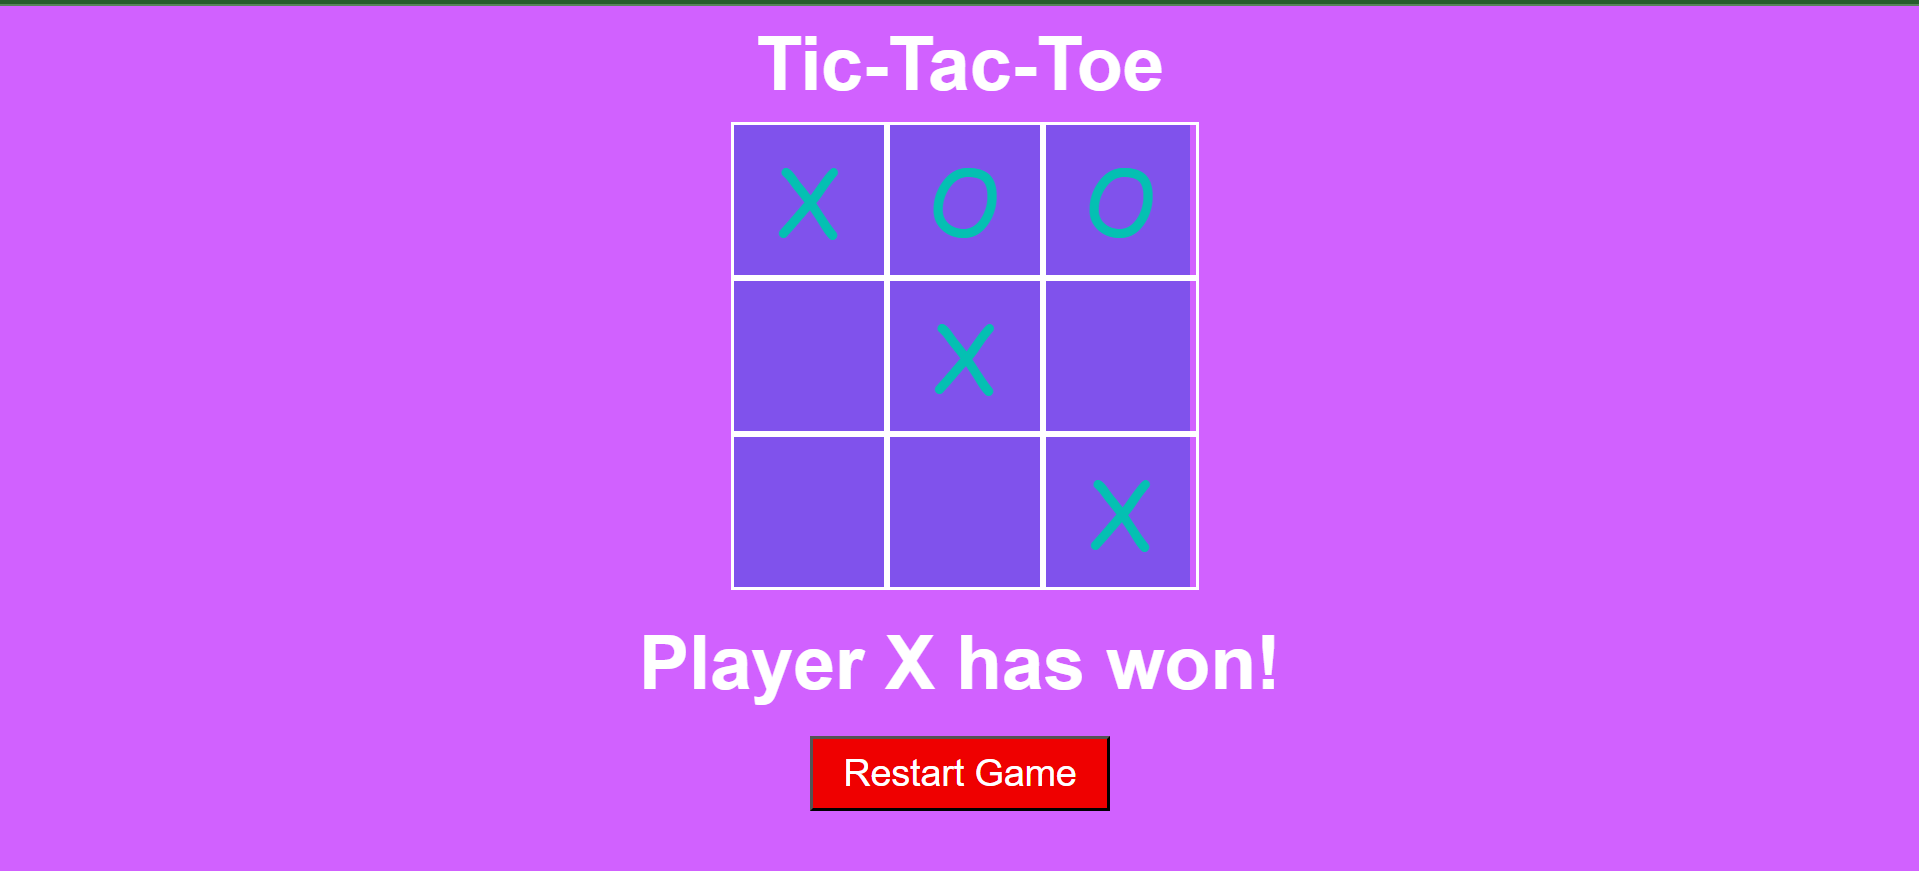 Tic-Tac-Toe
X O O
X
X
Player X has won!
Restart Game